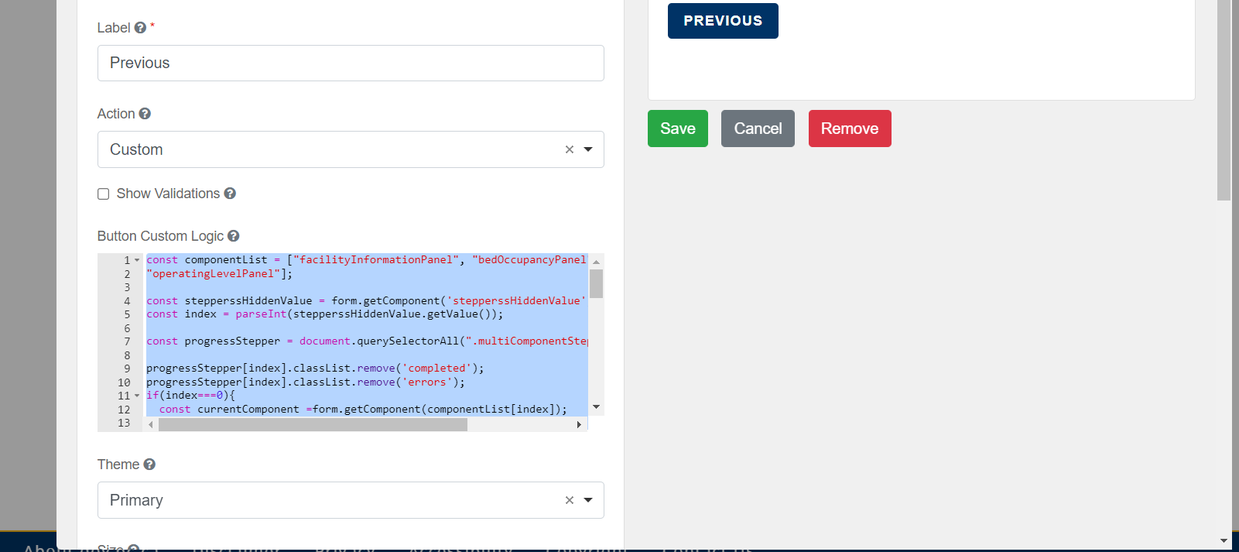 Label *
Previous
PREVIOUS
Action
Custom
Save
Cancel
Remove
Show Validations
Button Custom Logic
1 const componentList = ["facilityInformationPanel", "bedOccupancyPanel
2 "operatingLevelPanel"];
3
4 const stepperssHiddenValue = form.getComponent('stepperssHiddenValue'
5 const index = parseInt(stepperssHiddenValue.getValue());
6
7 const progressStepper = document.querySelectorAll(".multiComponentStep
8
9 progressStepper[index].classList.remove('completed');
10 progressStepper[index].classList.remove('errors');
11 if(index===0){
12 const currentComponent =form.getComponent(componentList[index]);
13
Theme
Primary
Size